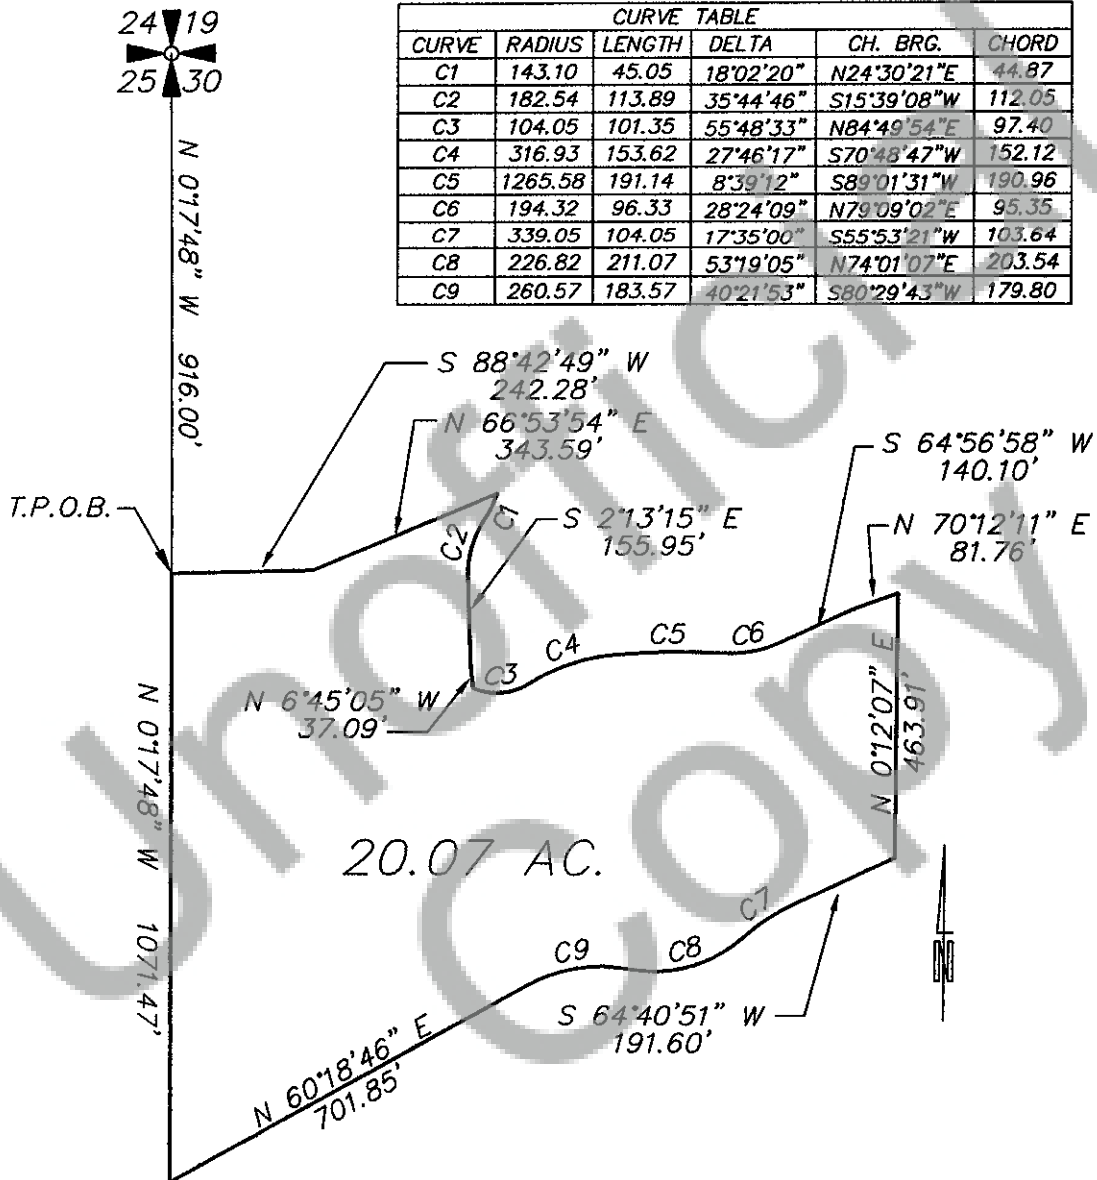 24 19
25 30
CURVE TABLE
CURVE RADIUS LENGTH DELTA CH. BRG. CHORD
C1 143.10 45.05 18°02'20" N24°30'21"E 44.87
C2 182.54 113.89 35°44'46" S15°39'08"W 112.05
C3 104.05 101.35 55°48'33" N84°49'54"E 97.40
C4 316.93 153.62 27°46'17" S70°48'47"W 152.12
C5 1265.58 191.14 8°39'12" S89°01'31"W 190.96
C6 194.32 96.33 28°24'09" N79°09'02"E 95.35
C7 339.05 104.05 17°35'00" S55°53'21"W 103.64
C8 226.82 211.07 53°19'05" N74°01'07"E 203.54
C9 260.57 183.57 40°21'53" S80°29'43"W 179.80
N 0°17'48" W 916.00'
S 88°42'49" W
242.28'
N 66°53'54" E
343.59'
S 64°56'58" W
140.10'
T.P.O.B.
C1
C2
S 2°13'15" E
155.95'
N 70°12'11" E
81.76'
C3
C4
C5
C6
N 6°45'05" W
37.09'
N 0°12'07" E
463.91'
N 0°17'48" W 1071.47'
20.07 AC.
C7
C8
C9
N
S 64°40'51" W
191.60'
N 60°18'46" E
701.85'
Unofficial
Copy